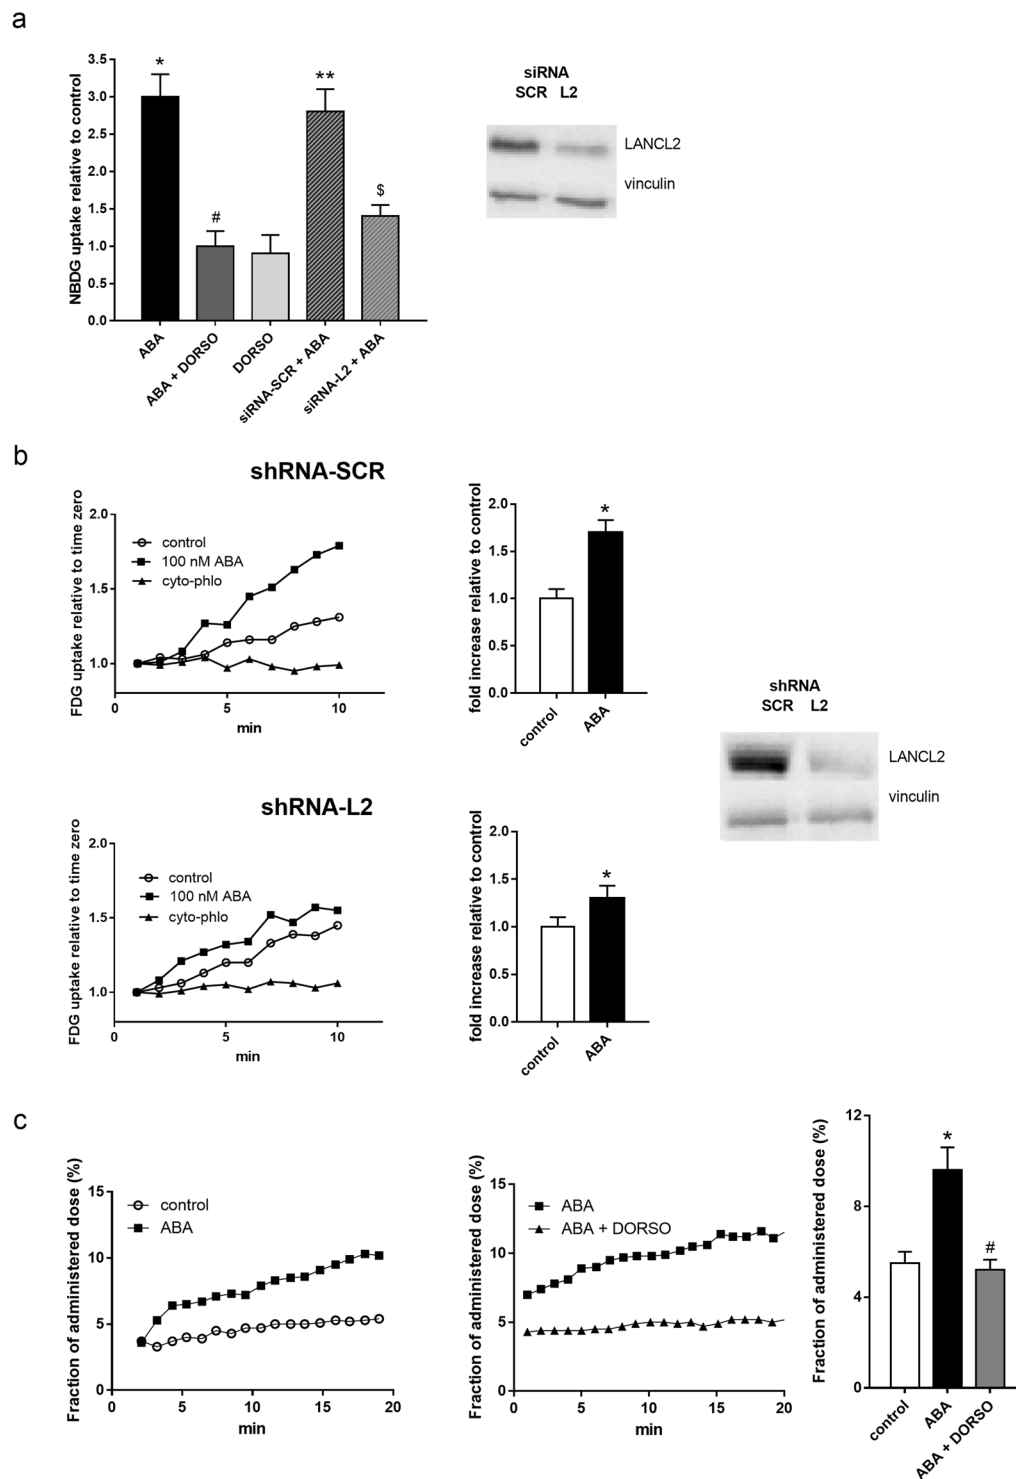 a
NBDG uptake relative to control
3.5
3.0
2.5
2.0
1.5
1.0
0.5
0.0
*
#
**
$
ABA
ABA + DORSO
DORSO
siRNA-SCR + ABA
siRNA-L2 + ABA
siRNA
SCR L2
LANCL2
vinculin
b
shRNA-SCR
FDG uptake relative to time zero
2.0
1.5
1.0
control
100 nM ABA
cyto-phlo
0 5 10
min
fold increase relative to control
2.0
1.5
1.0
0.5
0.0
*
control
ABA
shRNA
SCR L2
LANCL2
vinculin
shRNA-L2
FDG uptake relative to time zero
2.0
1.5
1.0
control
100 nM ABA
cyto-phlo
0 5 10
min
fold increase relative to control
2.0
1.5
1.0
0.5
0.0
*
control
ABA
c
Fraction of administered dose (%)
15
10
5
0
control
ABA
0 5 10 15 20
min
Fraction of administered dose (%)
15
10
5
0
ABA
ABA + DORSO
0 5 10 15 20
min
Fraction of administered dose (%)
12
8
4
0
*
#
control
ABA
ABA + DORSO